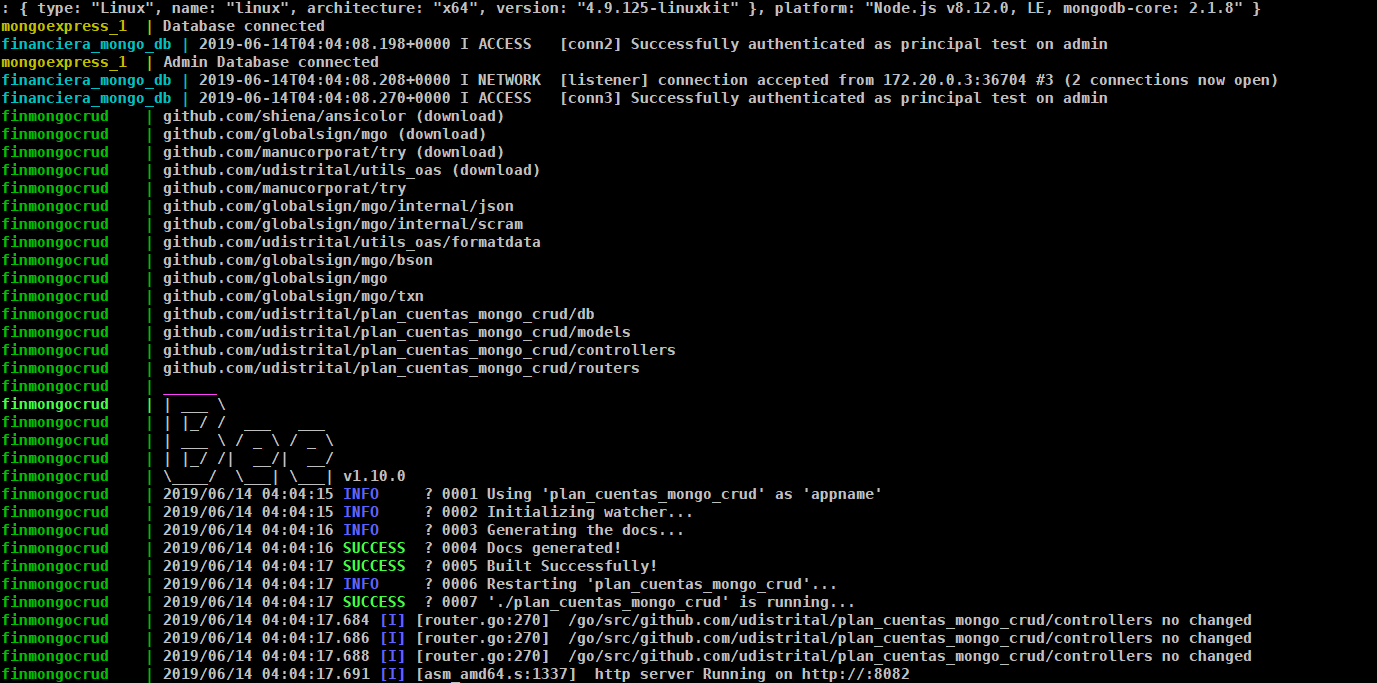 : { type: "Linux", name: "linux", architecture: "x64", version: "4.9.125-linuxkit" }, platform: "Node.js v8.12.0, LE, mongodb-core: 2.1.8" }
mongoexpress_1  | Database connected
financiera_mongo_db | 2019-06-14T04:04:08.198+0000 I ACCESS   [conn2] Successfully authenticated as principal test on admin
mongoexpress_1  | Admin Database connected
financiera_mongo_db | 2019-06-14T04:04:08.208+0000 I NETWORK  [listener] connection accepted from 172.20.0.3:36704 #3 (2 connections now open)
financiera_mongo_db | 2019-06-14T04:04:08.270+0000 I ACCESS   [conn3] Successfully authenticated as principal test on admin
finmongocrud    | github.com/shiena/ansicolor (download)
finmongocrud    | github.com/globalsign/mgo (download)
finmongocrud    | github.com/manucorporat/try (download)
finmongocrud    | github.com/udistrital/utils_oas (download)
finmongocrud    | github.com/manucorporat/try
finmongocrud    | github.com/globalsign/mgo/internal/json
finmongocrud    | github.com/globalsign/mgo/internal/scram
finmongocrud    | github.com/udistrital/utils_oas/formatdata
finmongocrud    | github.com/globalsign/mgo/bson
finmongocrud    | github.com/globalsign/mgo
finmongocrud    | github.com/globalsign/mgo/txn
finmongocrud    | github.com/udistrital/plan_cuentas_mongo_crud/db
finmongocrud    | github.com/udistrital/plan_cuentas_mongo_crud/models
finmongocrud    | github.com/udistrital/plan_cuentas_mongo_crud/controllers
finmongocrud    | github.com/udistrital/plan_cuentas_mongo_crud/routers
finmongocrud    | ______
finmongocrud    | | ___ \
finmongocrud    | | |_/ /  ___   ___
finmongocrud    | | ___ \ / _ \ / _ \
finmongocrud    | | |_/ /|  __/|  __/
finmongocrud    | \____/  \___| \___| v1.10.0
finmongocrud    | 2019/06/14 04:04:15 INFO     ? 0001 Using 'plan_cuentas_mongo_crud' as 'appname'
finmongocrud    | 2019/06/14 04:04:15 INFO     ? 0002 Initializing watcher...
finmongocrud    | 2019/06/14 04:04:16 INFO     ? 0003 Generating the docs...
finmongocrud    | 2019/06/14 04:04:16 SUCCESS  ? 0004 Docs generated!
finmongocrud    | 2019/06/14 04:04:17 SUCCESS  ? 0005 Built Successfully!
finmongocrud    | 2019/06/14 04:04:17 INFO     ? 0006 Restarting 'plan_cuentas_mongo_crud'...
finmongocrud    | 2019/06/14 04:04:17 SUCCESS  ? 0007 './plan_cuentas_mongo_crud' is running...
finmongocrud    | 2019/06/14 04:04:17.684 [I] [router.go:270]  /go/src/github.com/udistrital/plan_cuentas_mongo_crud/controllers no changed
finmongocrud    | 2019/06/14 04:04:17.686 [I] [router.go:270]  /go/src/github.com/udistrital/plan_cuentas_mongo_crud/controllers no changed
finmongocrud    | 2019/06/14 04:04:17.688 [I] [router.go:270]  /go/src/github.com/udistrital/plan_cuentas_mongo_crud/controllers no changed
finmongocrud    | 2019/06/14 04:04:17.691 [I] [asm_amd64.s:1337]  http server Running on http://:8082